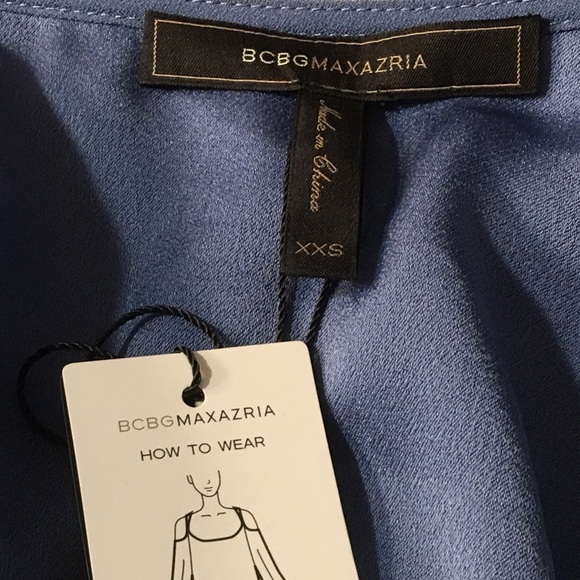 BCBGMAXAZRIA
Made in China
XXS
BCBGMAXAZRIA
HOW TO WEAR